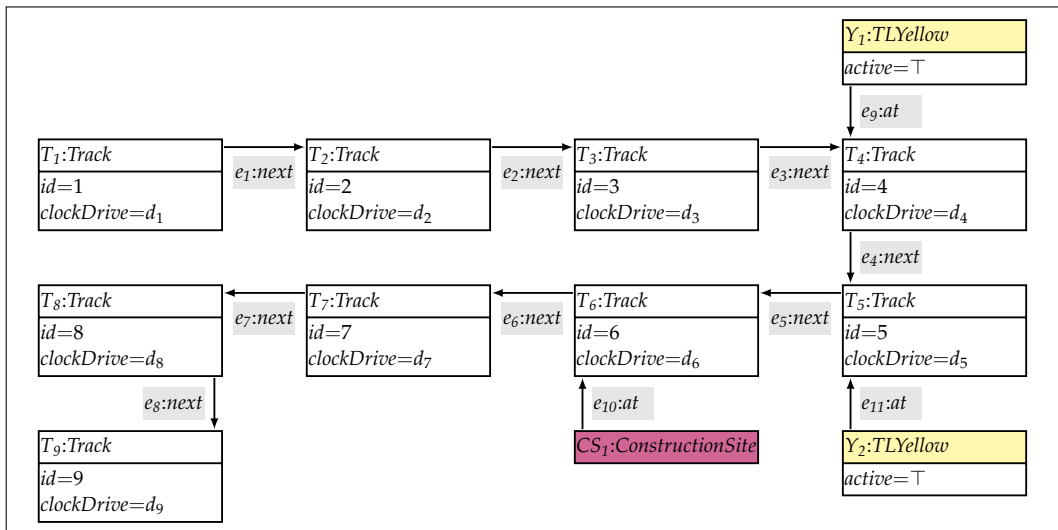 Y₁:TLYellow
active=⊤
e₉:at
T₁:Track
id=1
clockDrive=d₁
e₁:next
T₂:Track
id=2
clockDrive=d₂
e₂:next
T₃:Track
id=3
clockDrive=d₃
e₃:next
T₄:Track
id=4
clockDrive=d₄
e₄:next
T₈:Track
id=8
clockDrive=d₈
e₇:next
T₇:Track
id=7
clockDrive=d₇
e₆:next
T₆:Track
id=6
clockDrive=d₆
e₅:next
T₅:Track
id=5
clockDrive=d₅
e₈:next
e₁₀:at
e₁₁:at
T₉:Track
id=9
clockDrive=d₉
CS₁:ConstructionSite
Y₂:TLYellow
active=⊤